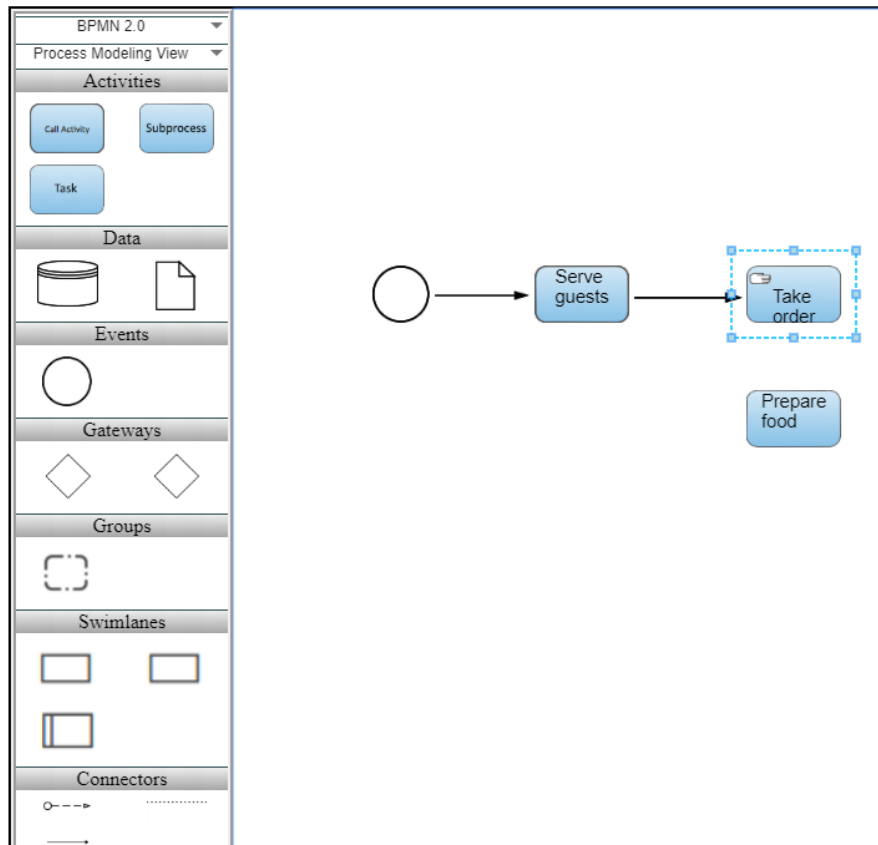 BPMN 2.0
Process Modeling View
Activities
Call Activity
Subprocess
Task
Data
Events
Gateways
Groups
Swimlanes
Connectors
Serve
guests
Take
order
Prepare
food